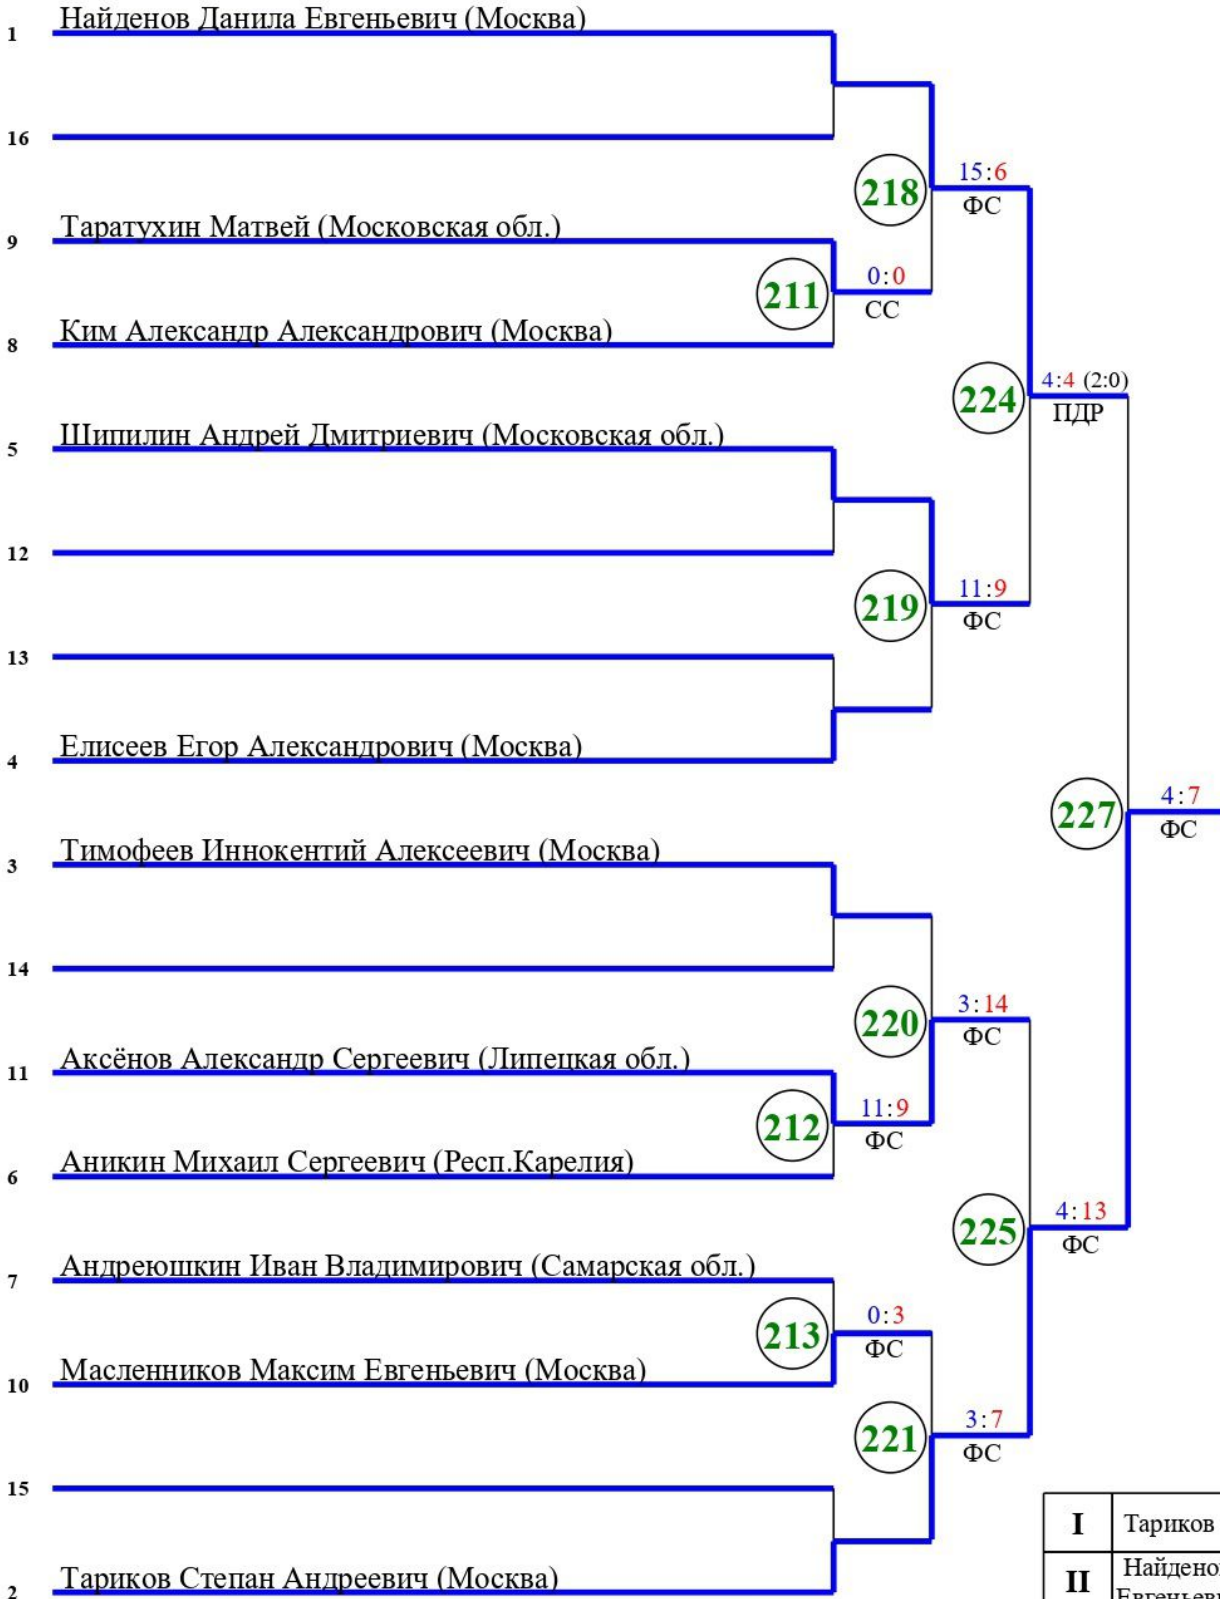 Найденов Данила Евгеньевич (Москва)
1
16
218
15:6
ФС
Таратухин Матвей (Московская обл.)
9
211
0:0
СС
Ким Александр Александрович (Москва)
8
224
4:4 (2:0)
ПДР
Шипилин Андрей Дмитриевич (Московская обл.)
5
12
219
11:9
ФС
13
Елисеев Егор Александрович (Москва)
4
227
4:7
ФС
Тимофеев Иннокентий Алексеевич (Москва)
3
14
220
3:14
ФС
Аксёнов Александр Сергеевич (Липецкая обл.)
11
212
11:9
ФС
Аникин Михаил Сергеевич (Респ.Карелия)
6
225
4:13
ФС
Андреюшкин Иван Владимирович (Самарская обл.)
7
213
0:3
ФС
Масленников Максим Евгеньевич (Москва)
10
221
3:7
ФС
15
I Тариков
Тариков Степан Андреевич (Москва)
2
II Найденов